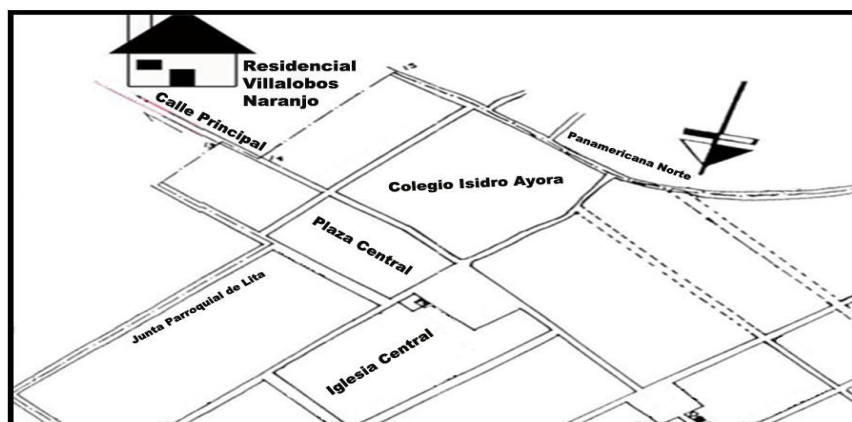 Residencial
Villalobos
Naranjo
Calle Principal
Panamericana Norte
Colegio Isidro Ayora
Plaza Central
Junta Parroquial de Lita
Iglesia Central